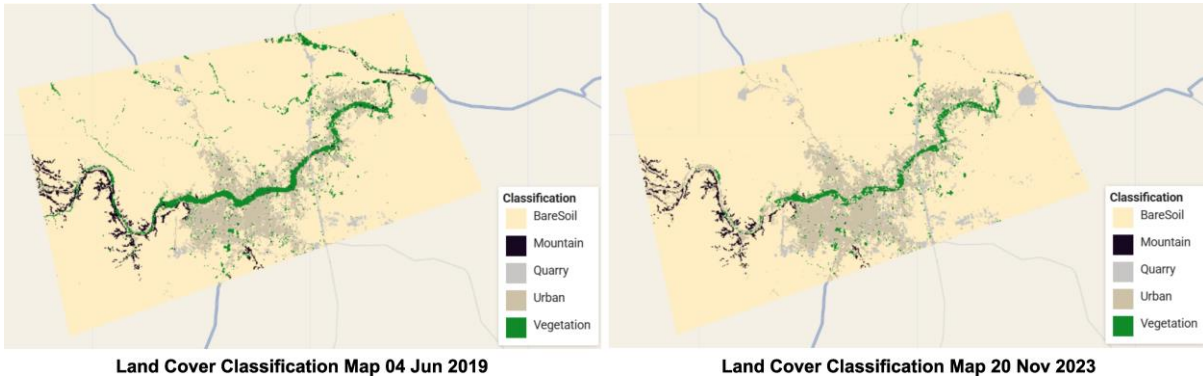 Classification
BareSoil
Mountain
Quarry
Urban
Vegetation
Land Cover Classification Map 04 Jun 2019
Classification
BareSoil
Mountain
Quarry
Urban
Vegetation
Land Cover Classification Map 20 Nov 2023